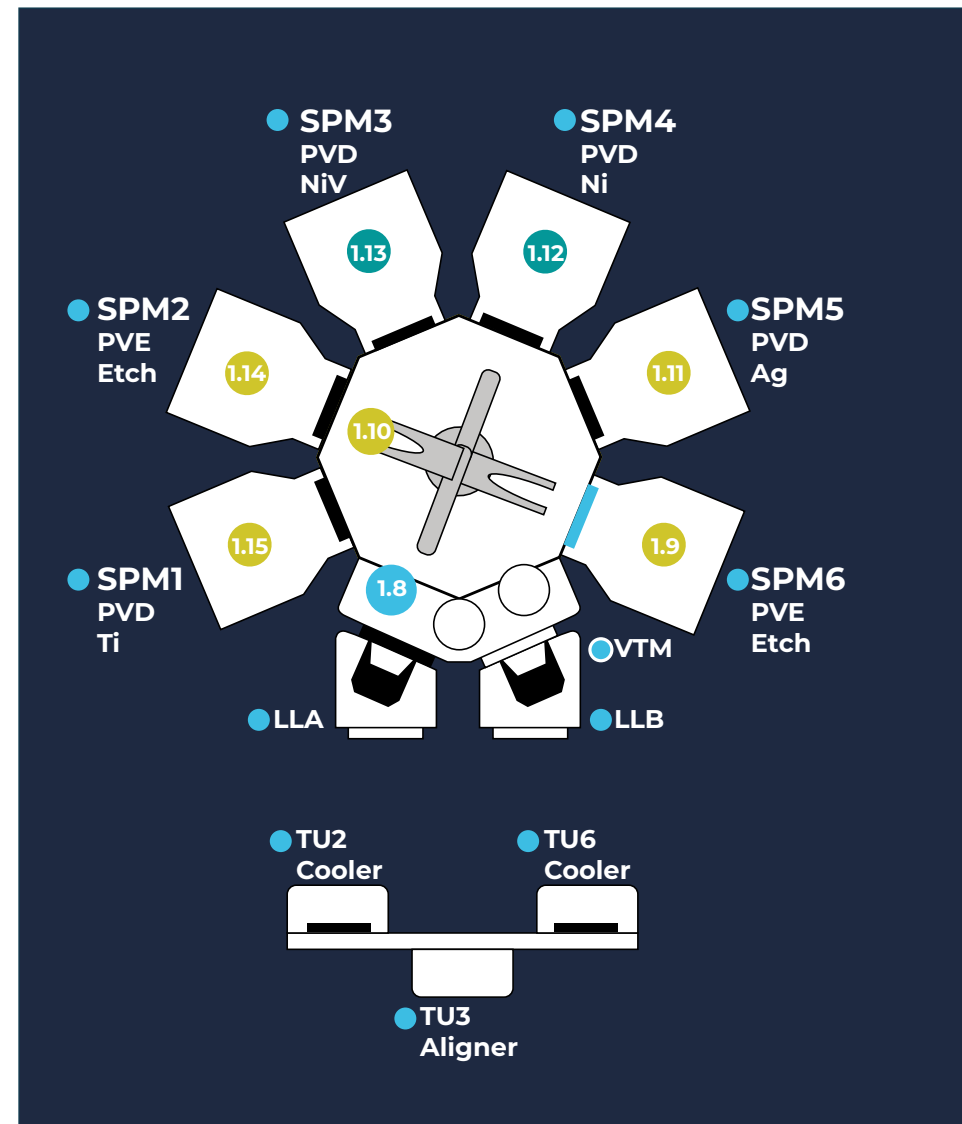 SPM3
PVD
NiV
SPM4
PVD
Ni
1.13
1.12
SPM2
PVE
Etch
SPM5
PVD
Ag
1.14
1.11
1.10
1.15
1.9
SPM1
PVD
Ti
1.8
SPM6
PVE
Etch
VTM
LLA
LLB
TU2
Cooler
TU6
Cooler
TU3
Aligner